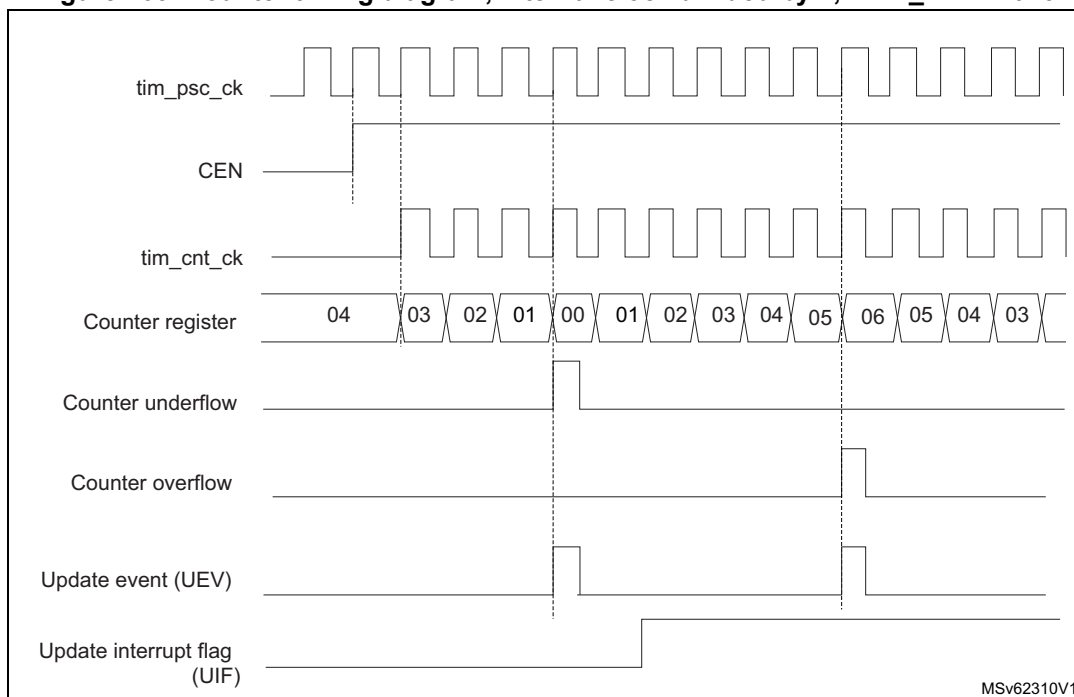 tim_psc_ck
CEN
tim_cnt_ck
Counter register 04 03 02 01 00 01 02 03 04 05 06 05 04 03
Counter underflow
Counter overflow
Update event (UEV)
Update interrupt flag
(UIF)
MSv62310V1